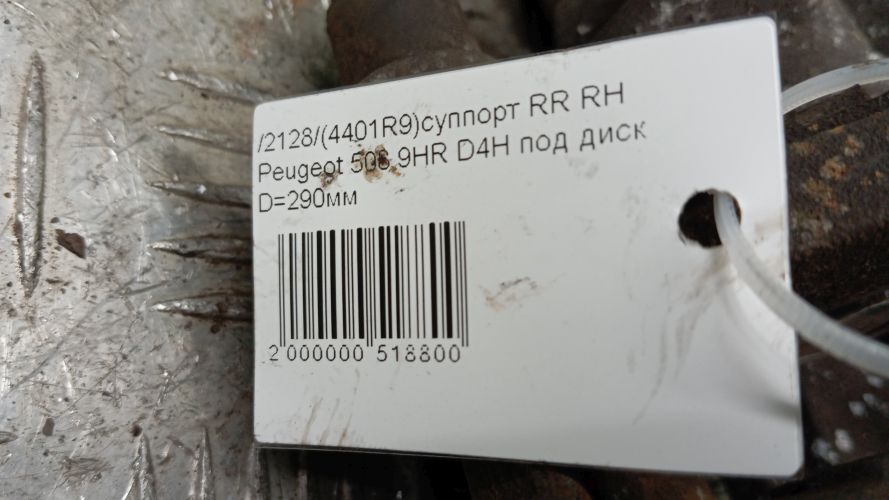 /2128/(4401R9)суппорт RR RH
Peugeot 508 9HR D4H под диск
D=290мм
2 000000 518800